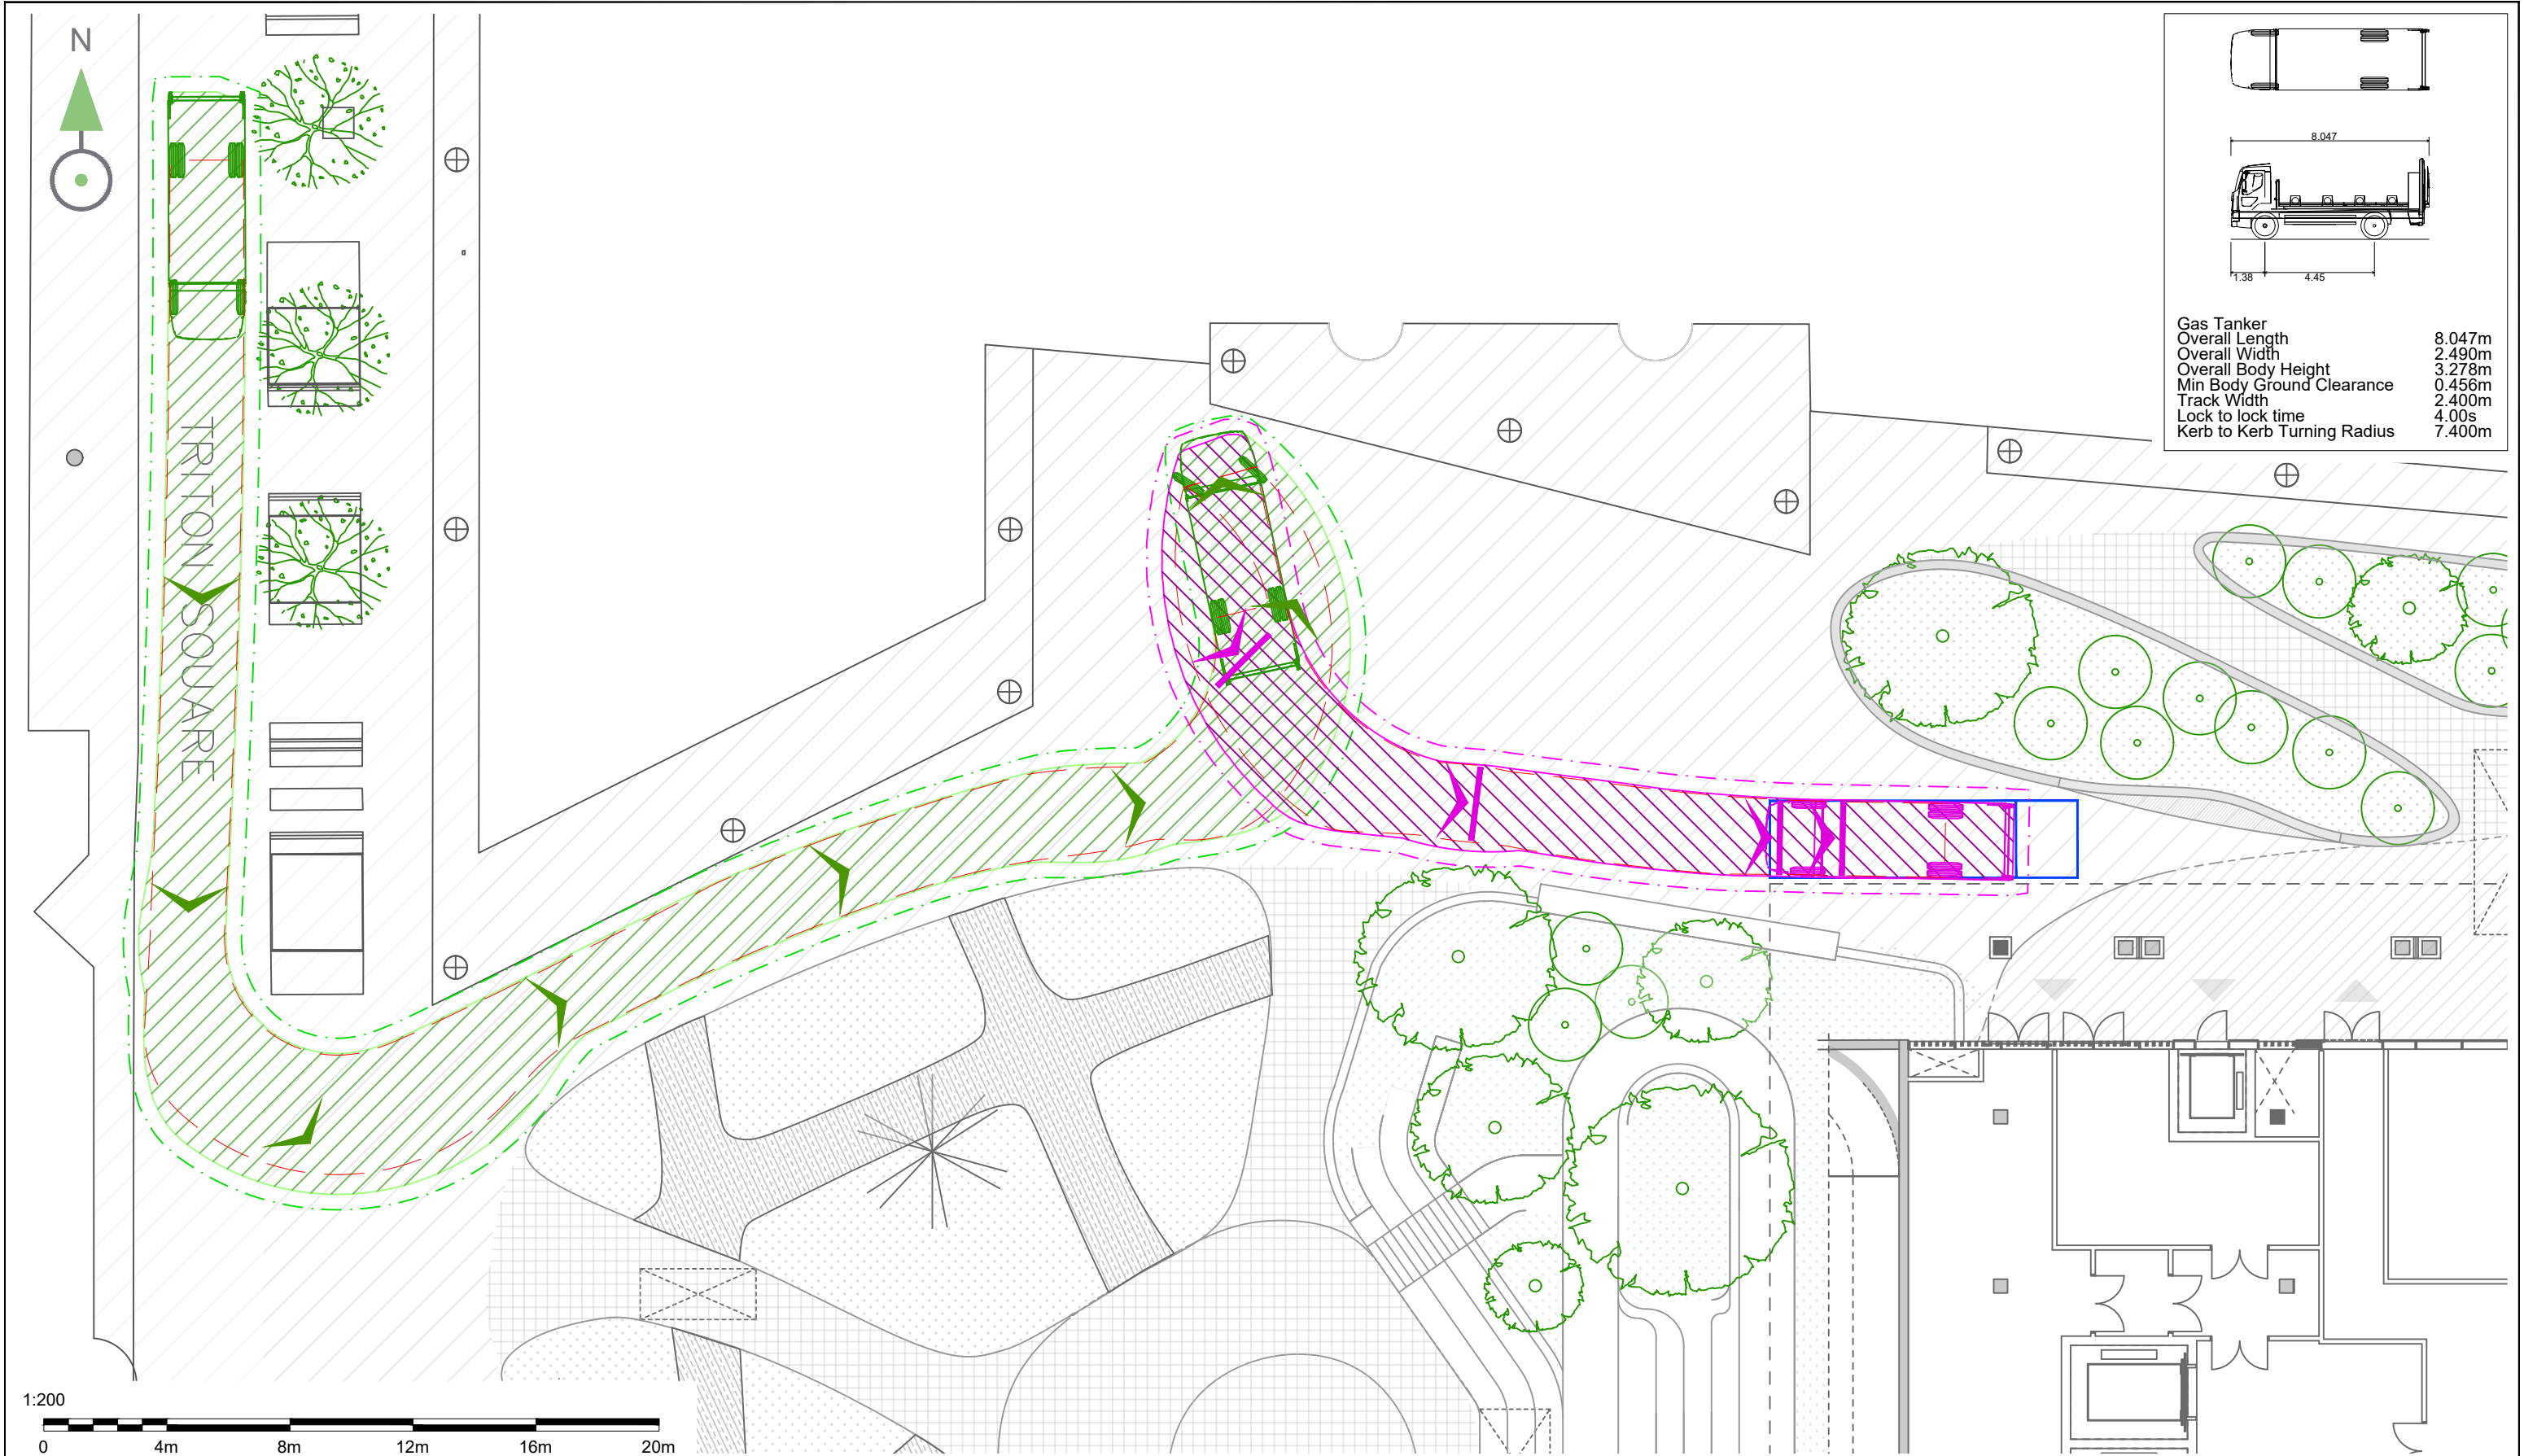 N
8.047
1.38
4.45
Gas Tanker
Overall Length 8.047m
Overall Width 2.490m
Overall Body Height 3.278m
Min Body Ground Clearance 0.456m
Track Width 2.400m
Lock to lock time 4.00s
Kerb to Kerb Turning Radius 7.400m
TRITON SQUARE
1:200
0 4m 8m 12m 16m 20m